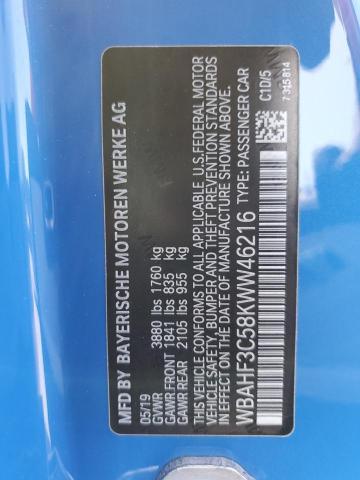 MFD BY BAYERISCHE MOTOREN WERKE AG
05/19
GVWR 3880 lbs 1760 kg
GAWR FRONT 1841 lbs 835 kg
GAWR REAR 2105 lbs 955 kg
THIS VEHICLE CONFORMS TO ALL APPLICABLE U.S.FEDERAL MOTOR
VEHICLE SAFETY, BUMPER AND THEFT PREVENTION STANDARDS
IN EFFECT ON THE DATE OF MANUFACTURE SHOWN ABOVE.
WBAHF3C58KWW46216 TYPE: PASSENGER CAR C1D/5
7 315 814